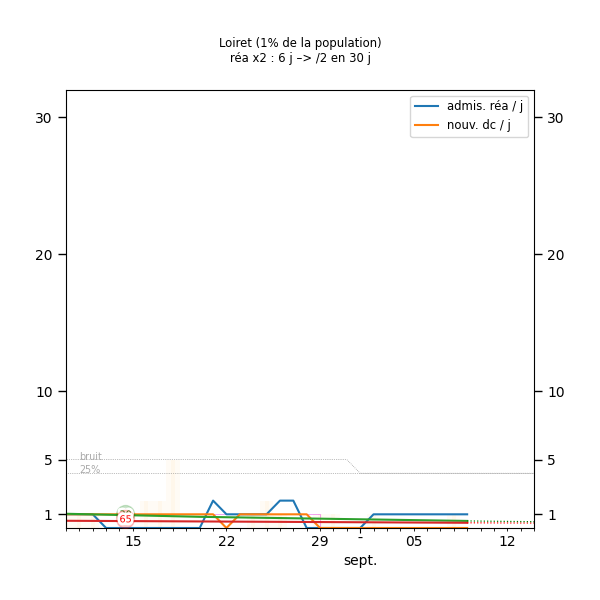 Loiret (1% de la population)
réa x2 : 6 j –> /2 en 30 j
admis. réa / j
nouv. dc / j
30 30
20 20
10 10
5 5
bruit
25%
1 1
65
15 22 29 - 05 12
sept.